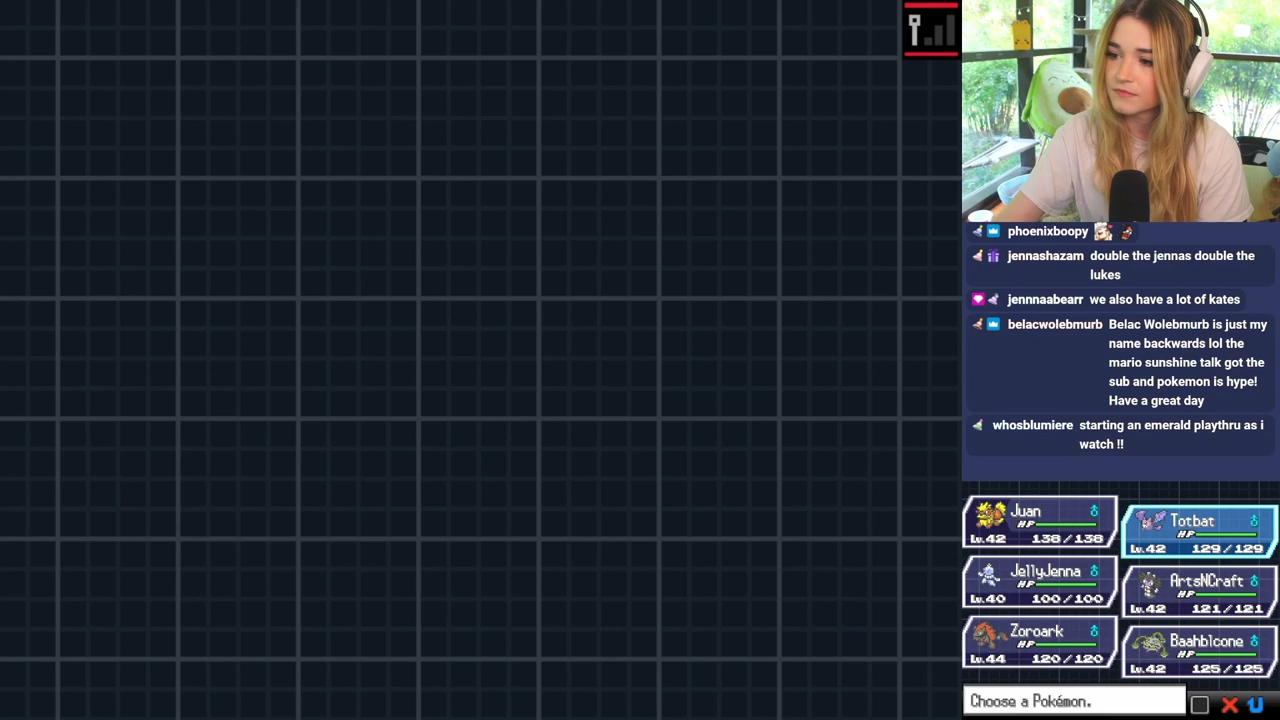 phoenixboopy
jennashazam double the jennas double the
lukes
jennnaabearr we also have a lot of kates
belacwolebmurb Belac Wolebmurb is just my
name backwards lol the
mario sunshine talk got the
sub and pokemon is hype!
Have a great day
whosblumiere starting an emerald playthru as i
watch !!
Juan ♂
HP
Lv.42 138/138
Totbat ♂
HP
Lv.42 129/129
JellyJenna ♂
HP
Lv.40 100/100
ArtsNCraft ♂
HP
Lv.42 121/121
Zoroark ♂
HP
Lv.44 120/120
Baahblcone ♂
HP
Lv.42 125/125
Choose a Pokémon.